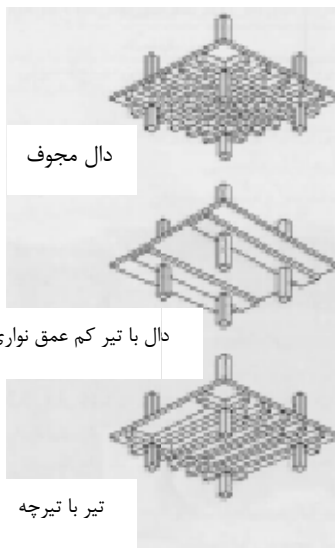 دال مجوف
دال با تیر کم عمق نواری
تیر با تیرچه